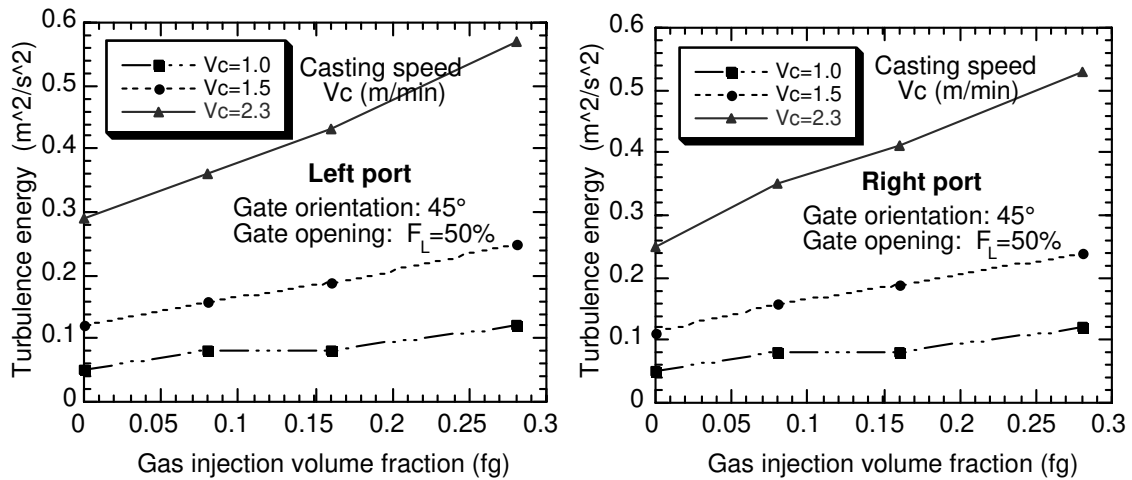 0.6
0.5
0.4
0.3
0.2
0.1
0
Turbulence energy (m^2/s^2)
Vc=1.0
Vc=1.5
Vc=2.3
Casting speed
Vc (m/min)
Left port
Gate orientation: 45°
Gate opening: F_L=50%
0 0.05 0.1 0.15 0.2 0.25 0.3
Gas injection volume fraction (fg)
0.6
0.5
0.4
0.3
0.2
0.1
0
Turbulence energy (m^2/s^2)
Vc=1.0
Vc=1.5
Vc=2.3
Casting speed
Vc (m/min)
Right port
Gate orientation: 45°
Gate opening: F_L=50%
0 0.05 0.1 0.15 0.2 0.25 0.3
Gas injection volume fraction (fg)